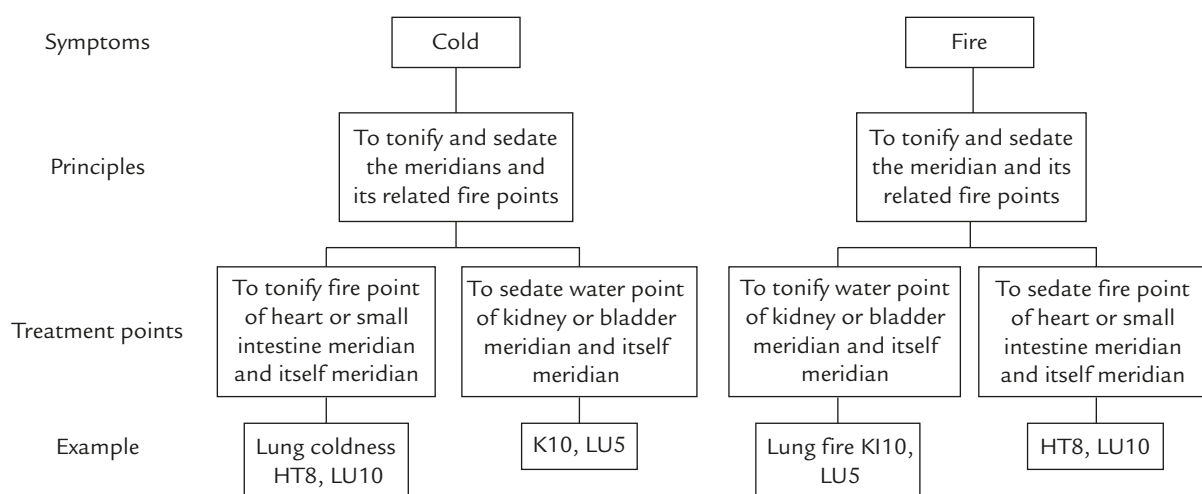 Symptoms
Cold
Fire
Principles
To tonify and sedate
the meridians and
its related fire points
To tonify and sedate
the meridian and its
related fire points
Treatment points
To tonify fire point
of heart or small
intestine meridian
and itself meridian
To sedate water point
of kidney or bladder
meridian and itself
meridian
To tonify water point
of kidney or bladder
meridian and itself
meridian
To sedate fire point
of heart or small
intestine meridian
and itself meridian
Example
Lung coldness
HT8, LU10
K10, LU5
Lung fire KI10,
LU5
HT8, LU10